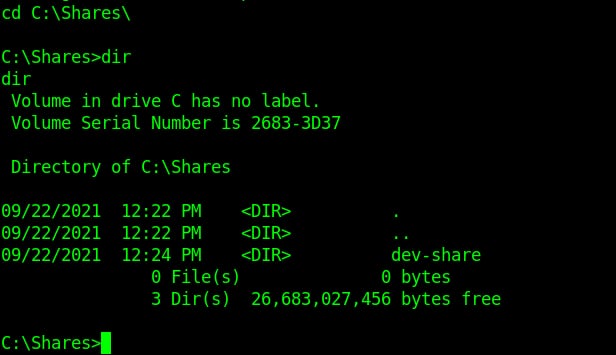 cd C:\Shares\
C:\Shares>dir
dir
 Volume in drive C has no label.
 Volume Serial Number is 2683-3D37
 Directory of C:\Shares
09/22/2021  12:22 PM    <DIR>          .
09/22/2021  12:22 PM    <DIR>          ..
09/22/2021  12:24 PM    <DIR>          dev-share
               0 File(s)              0 bytes
               3 Dir(s)  26,683,027,456 bytes free
C:\Shares>